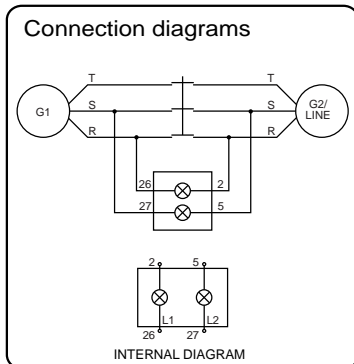 Connection diagrams
T T
G1 S S G2/
LINE
R R
26 2
27 5
2 5
L1 L2
26 27
INTERNAL DIAGRAM